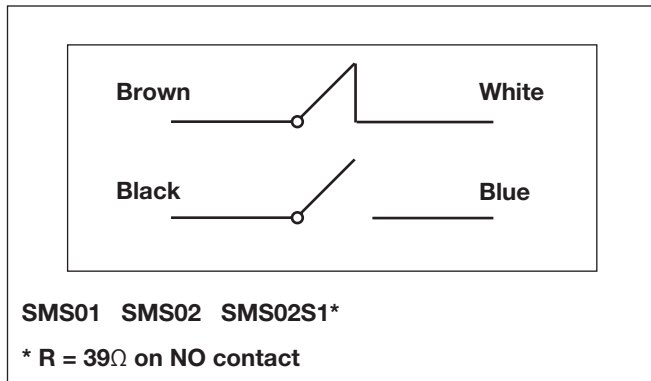 Brown White
Black Blue
SMS01 SMS02 SMS02S1*
* R = 39Ω on NO contact